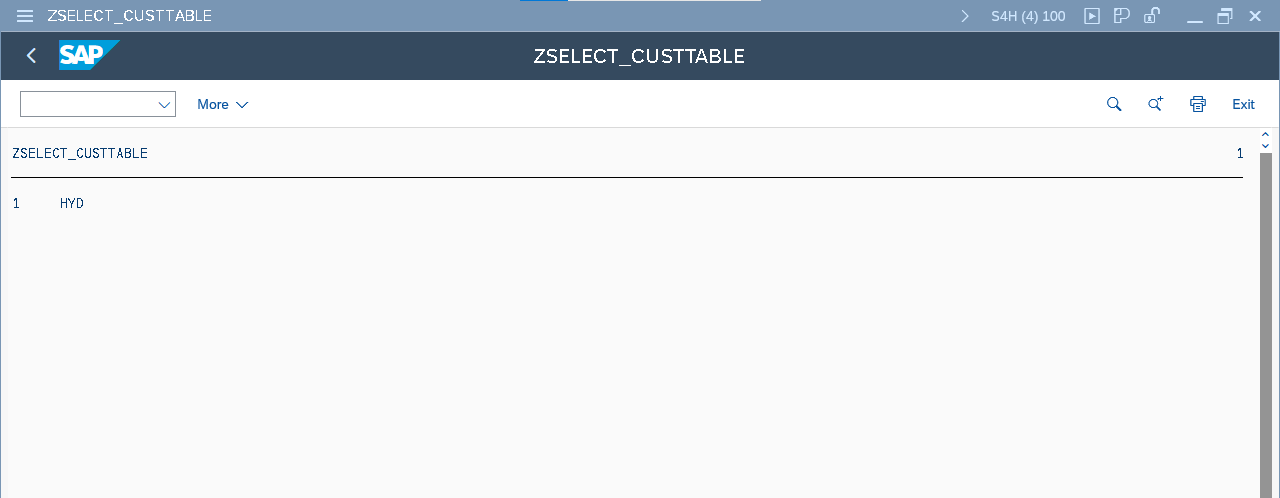 ZSELECT_CUSTTABLE
S4H (4) 100
SAP
ZSELECT_CUSTTABLE
More
Exit
ZSELECT_CUSTTABLE 1
1 HYD